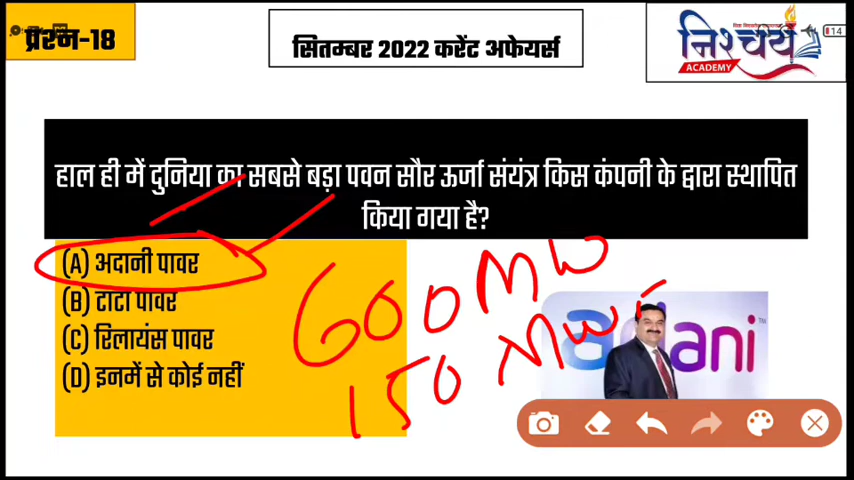 प्रश्न-18
सितम्बर 2022 करेंट अफेयर्स
निश्चय
ACADEMY
14
हाल ही में दुनिया का सबसे बड़ा पवन सौर ऊर्जा संयंत्र किस कंपनी के द्वारा स्थापित
किया गया है?
(A) अदानी पावर
(B) टाटा पावर
(C) रिलायंस पावर
(D) इनमें से कोई नहीं
600 MW
150 MW
adani